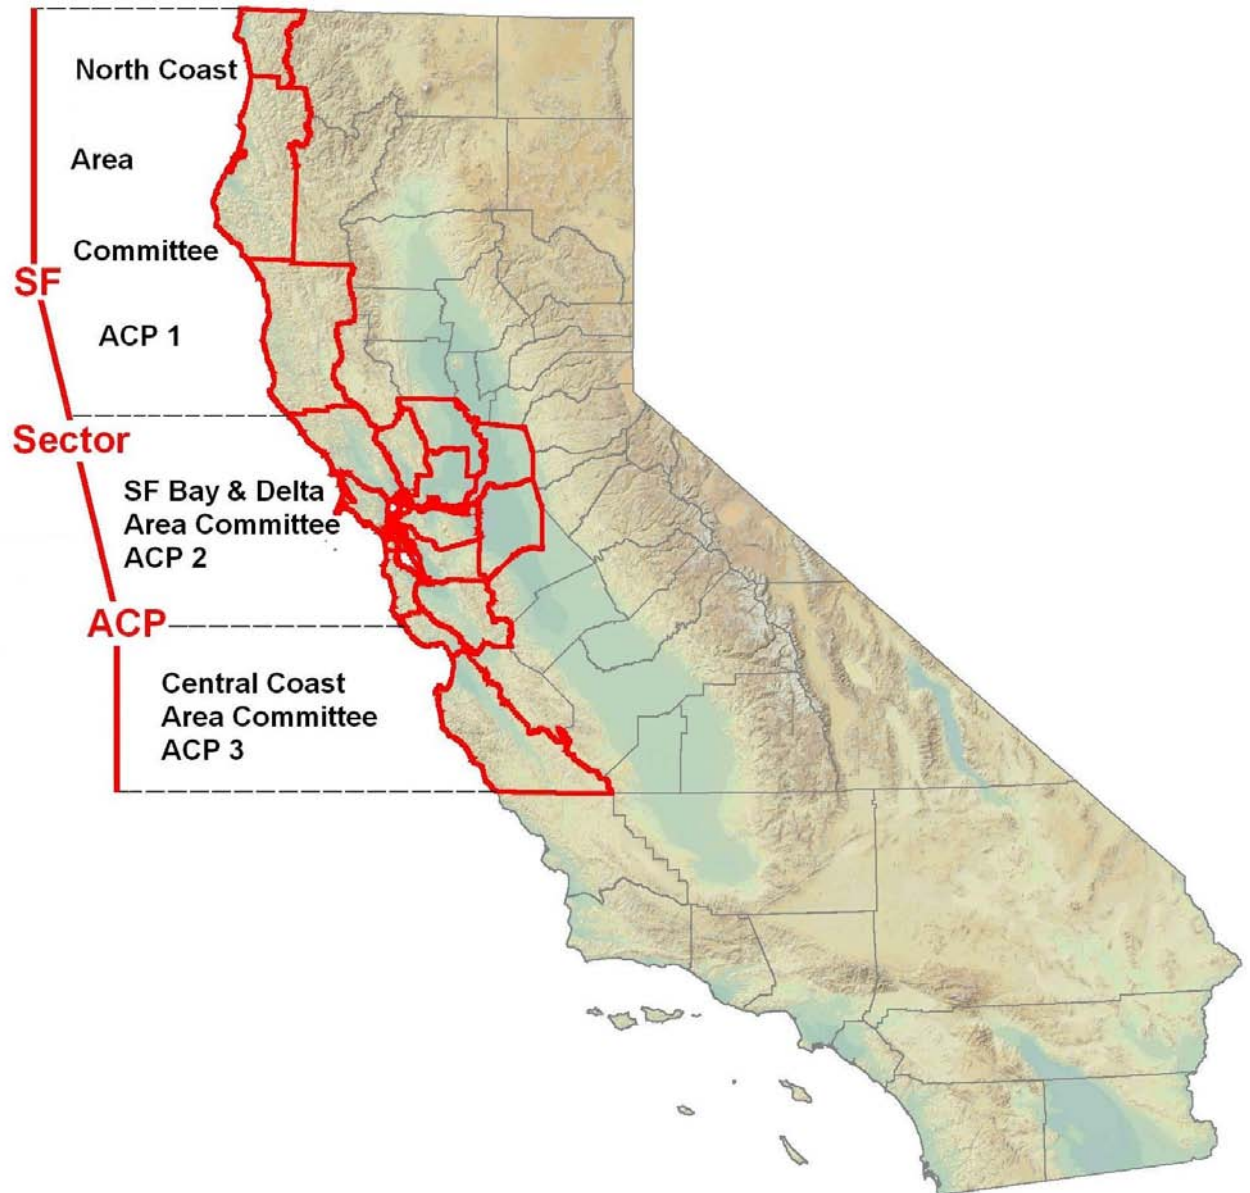 North Coast
Area
Committee
SF
ACP 1
Sector
SF Bay & Delta
Area Committee
ACP 2
ACP
Central Coast
Area Committee
ACP 3